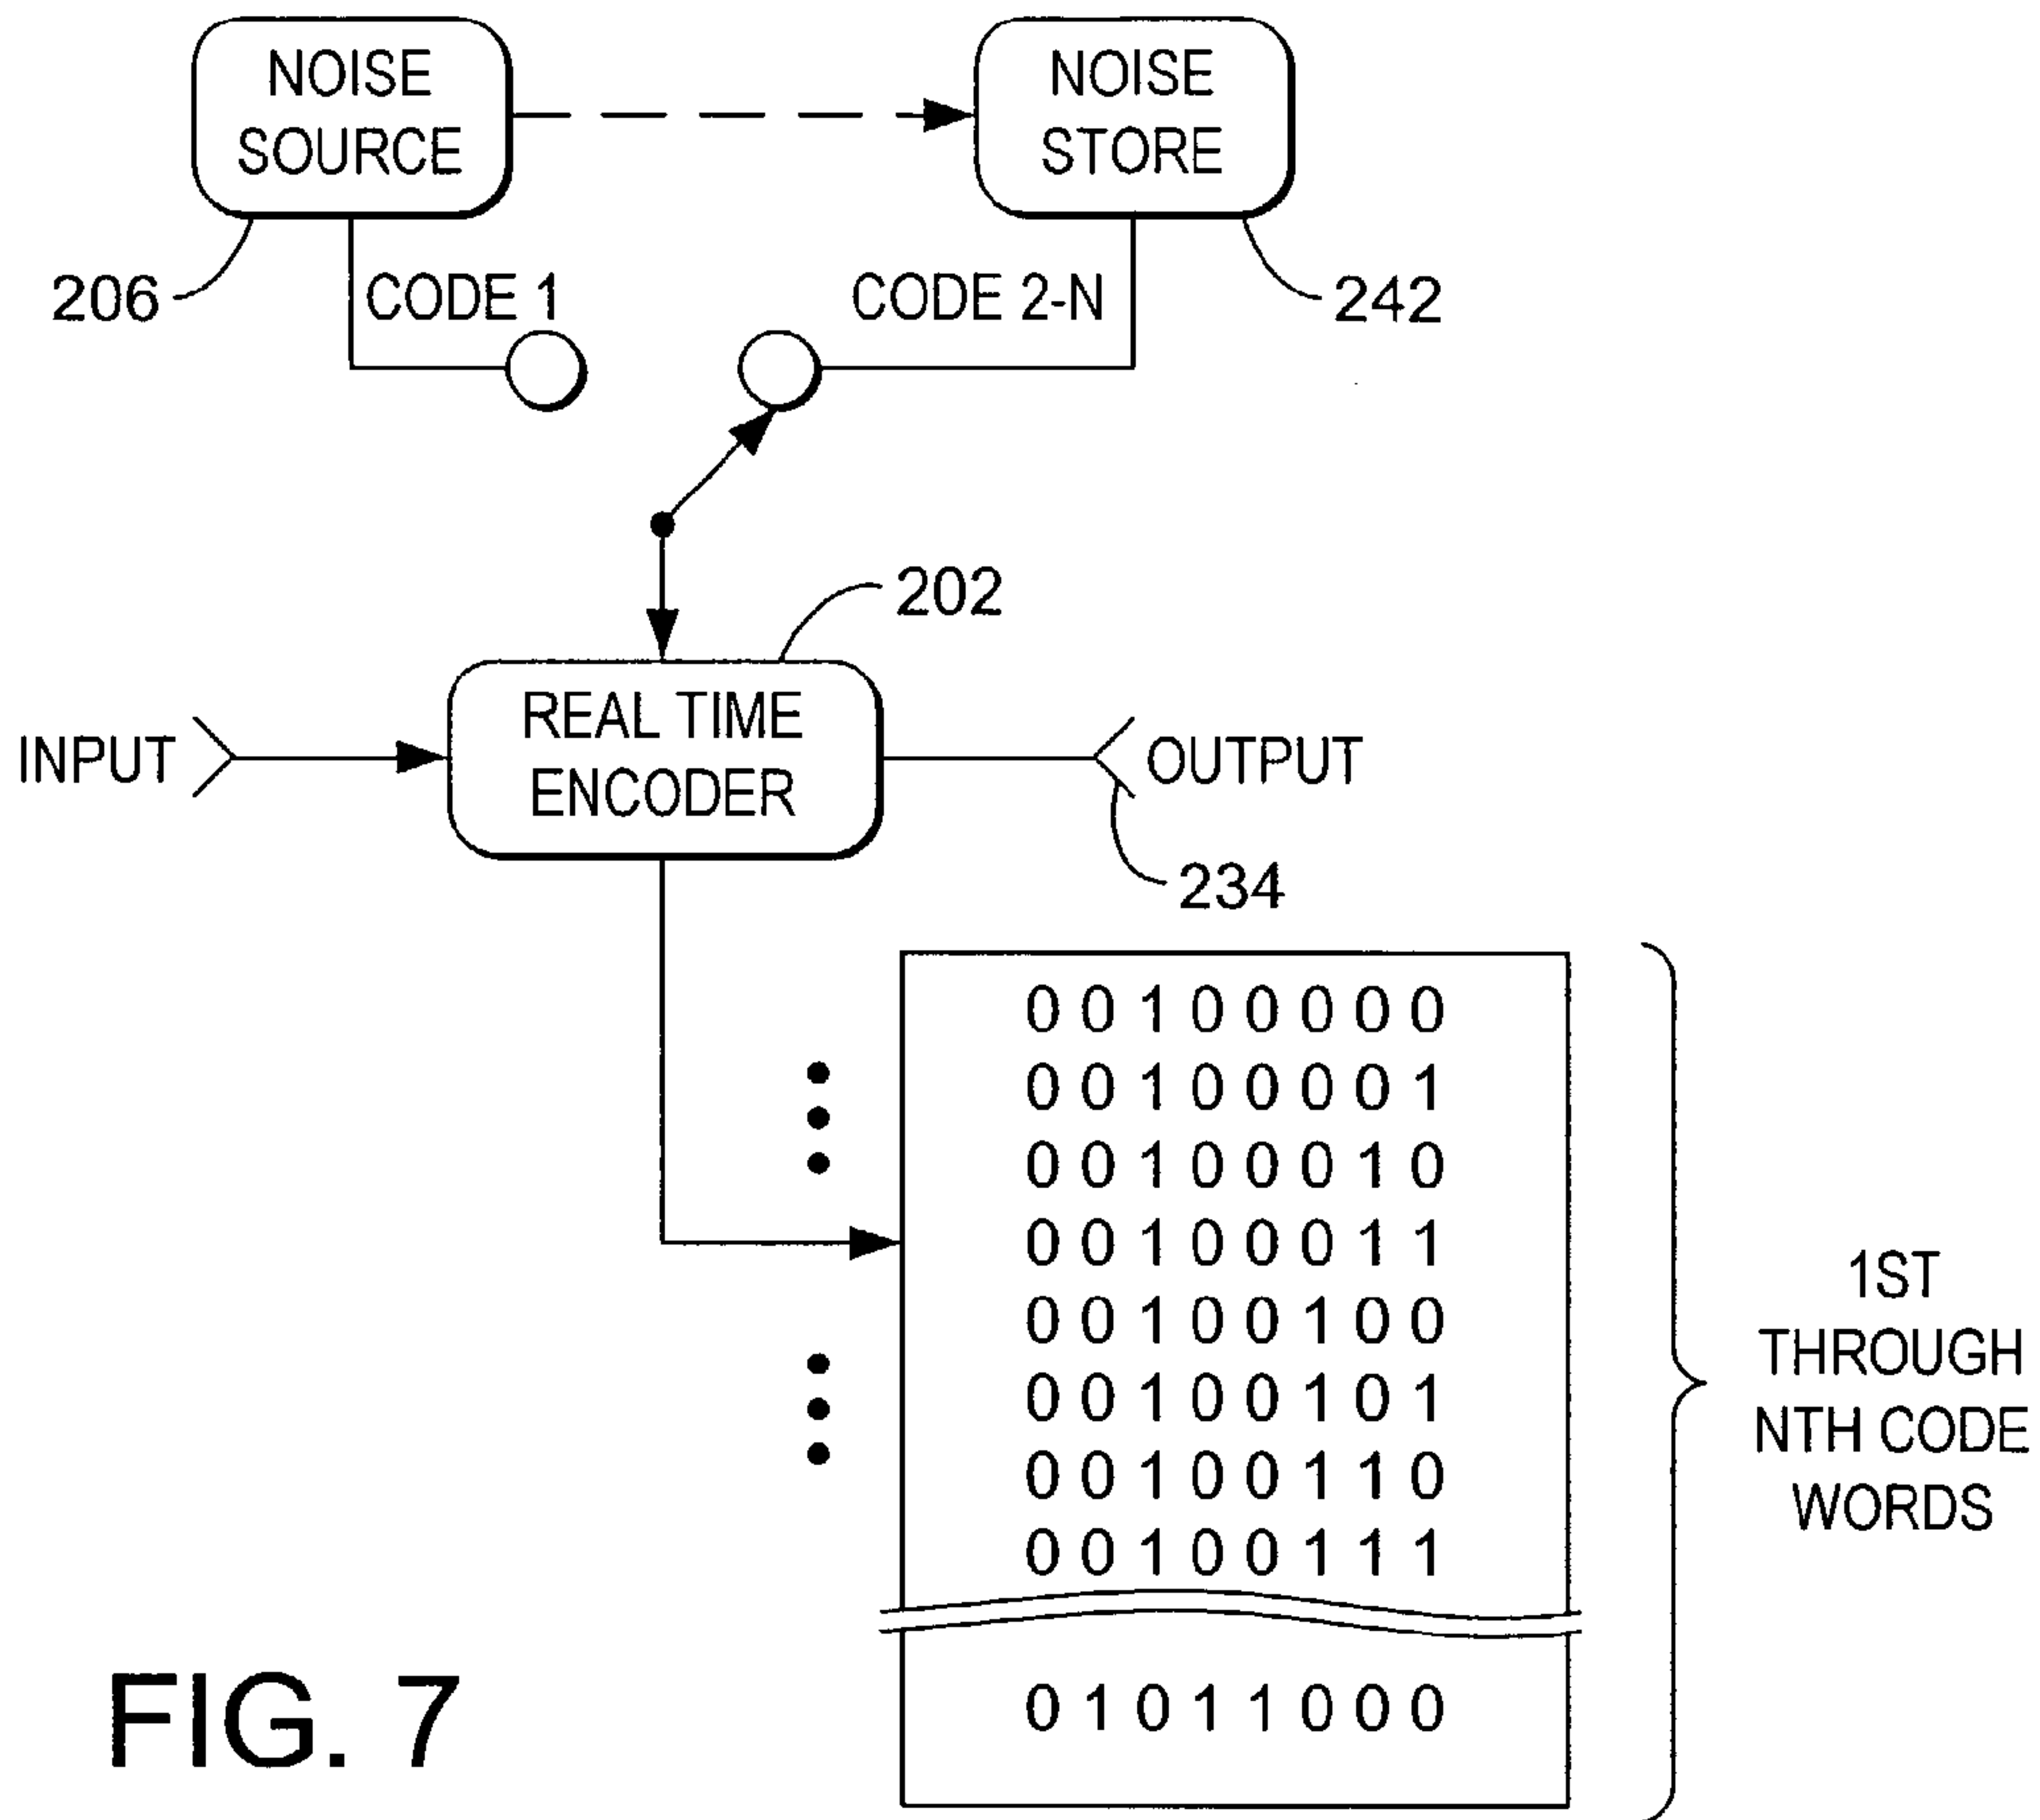 NOISE
SOURCE
NOISE
STORE
206
CODE 1
CODE 2-N
242
202
REAL TIME
ENCODER
INPUT
OUTPUT
234
0 0 1 0 0 0 0 0
0 0 1 0 0 0 0 1
0 0 1 0 0 0 1 0
0 0 1 0 0 0 1 1
0 0 1 0 0 1 0 0
0 0 1 0 0 1 0 1
0 0 1 0 0 1 1 0
0 0 1 0 0 1 1 1
0 1 0 1 1 0 0 0
1ST
THROUGH
NTH CODE
WORDS
FIG. 7